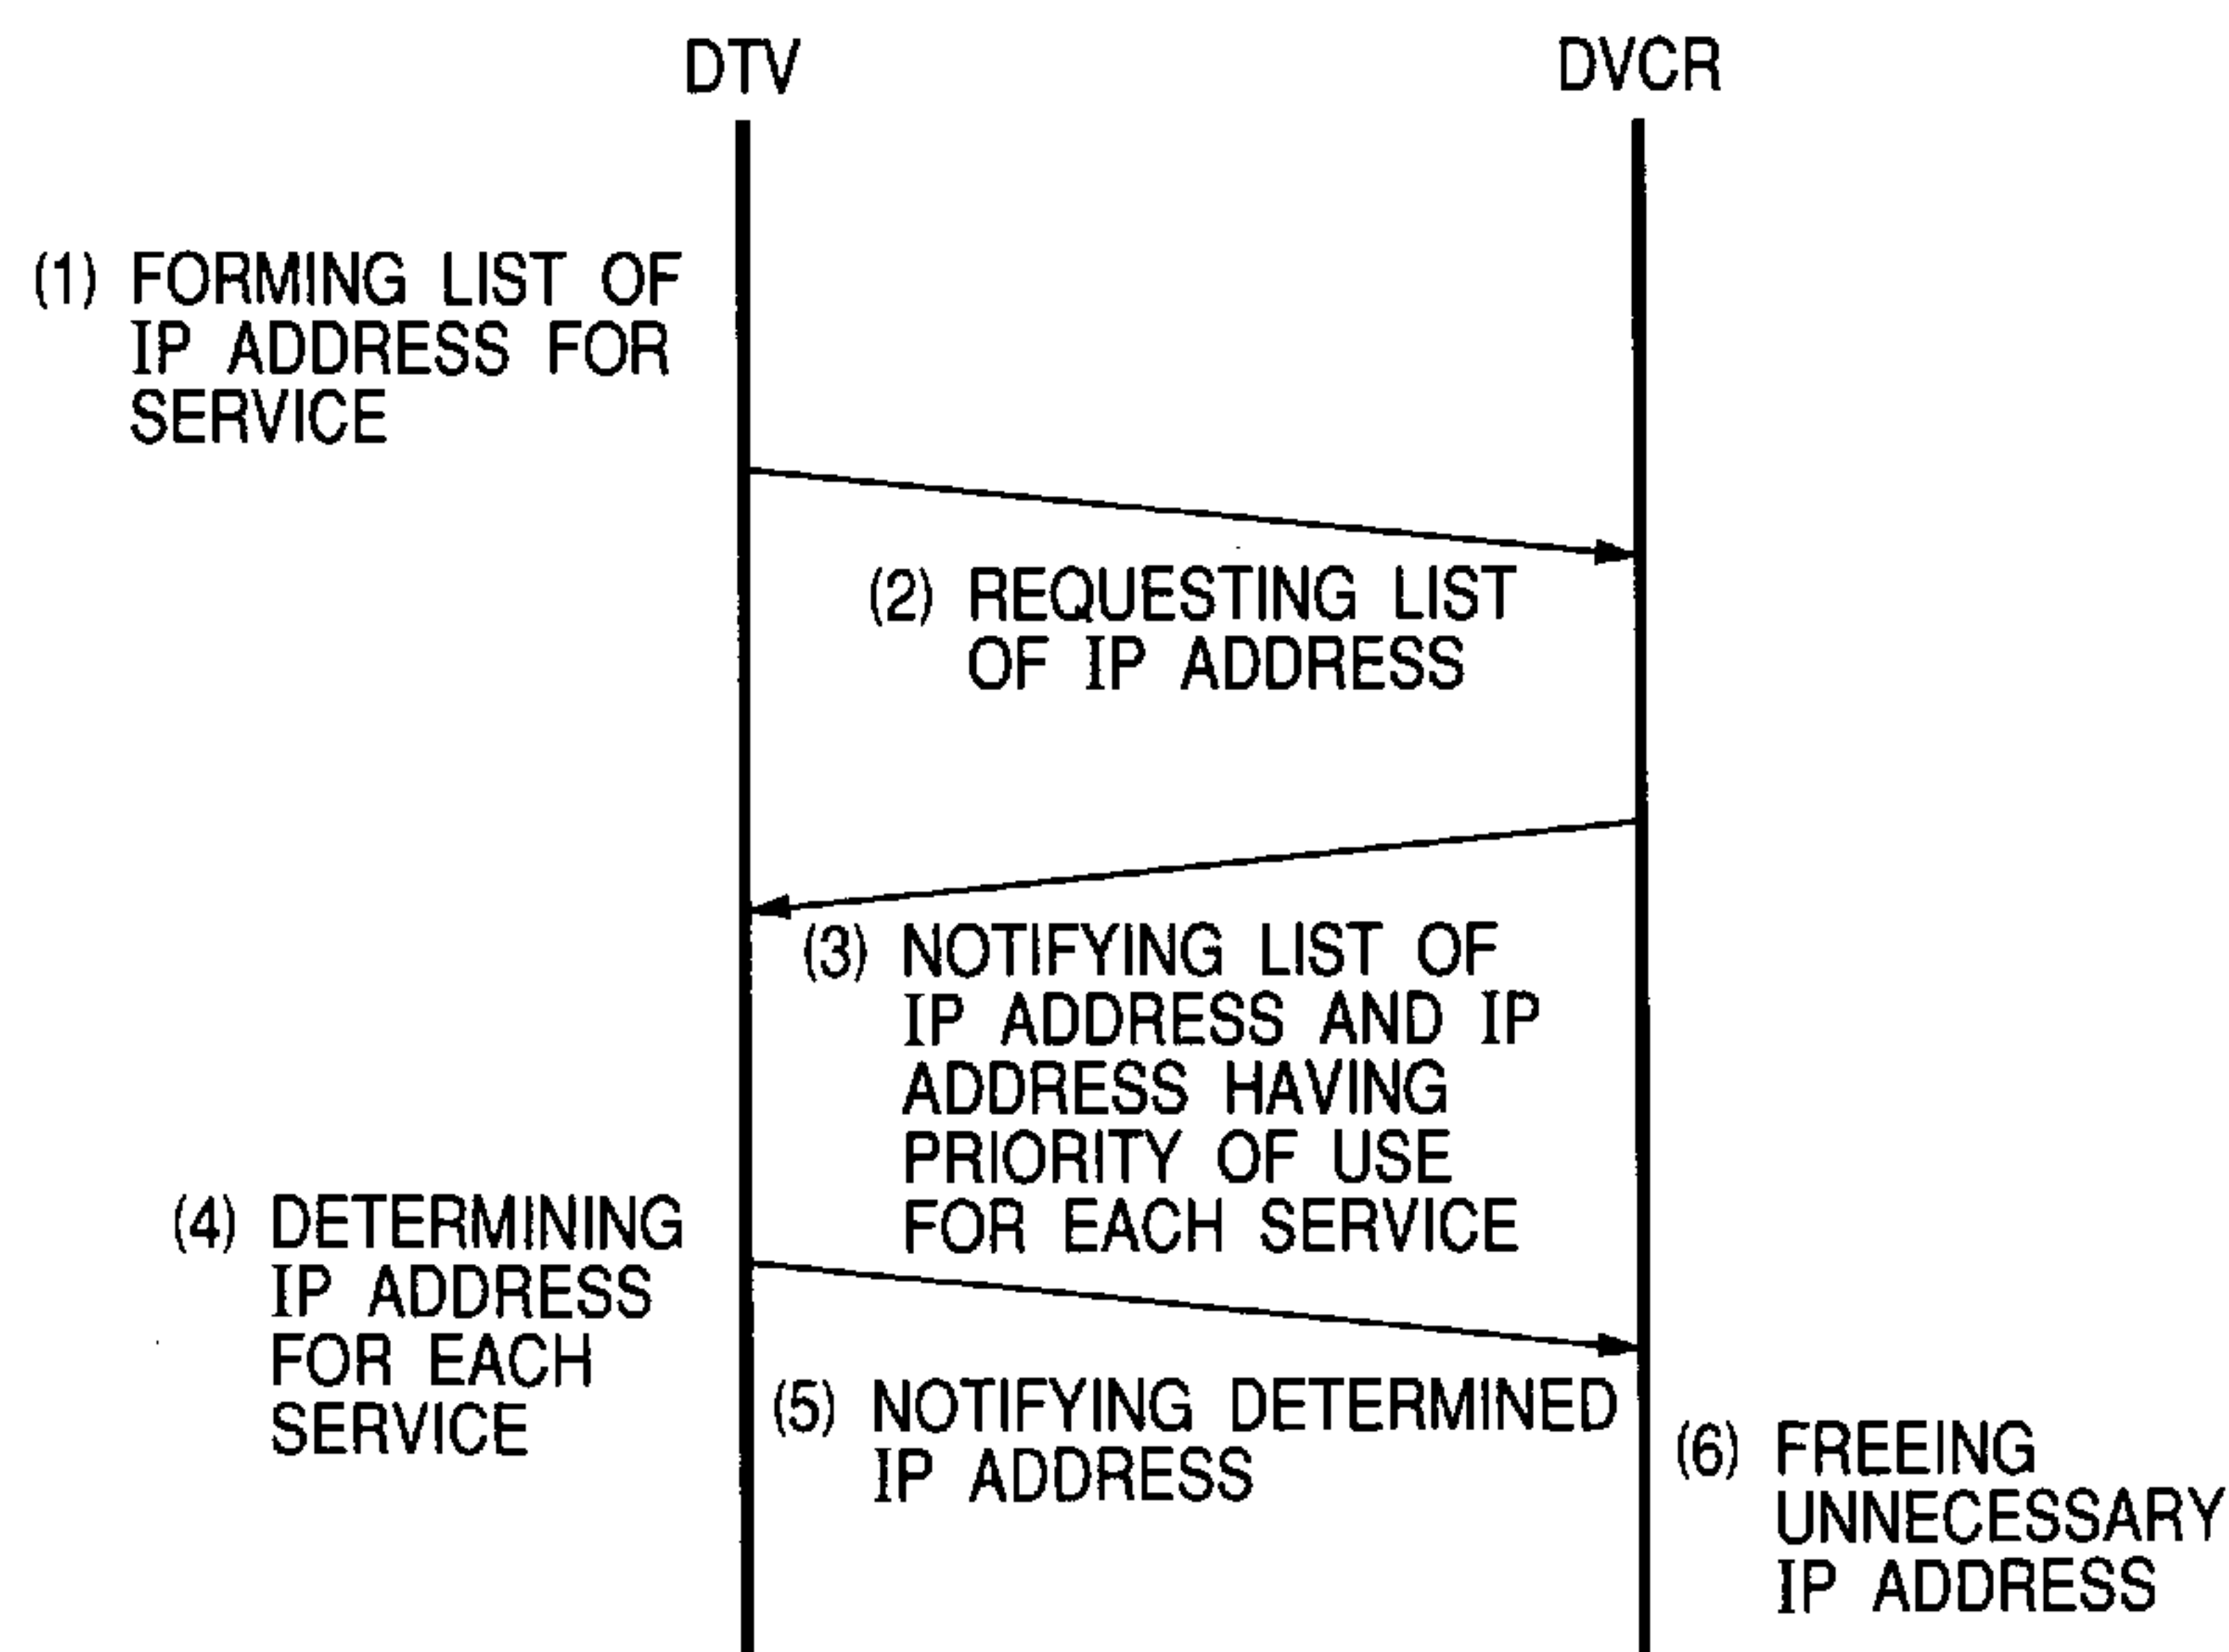 DTV
DVCR
(1) FORMING LIST OF
IP ADDRESS FOR
SERVICE
(2) REQUESTING LIST
OF IP ADDRESS
(3) NOTIFYING LIST OF
IP ADDRESS AND IP
ADDRESS HAVING
PRIORITY OF USE
FOR EACH SERVICE
(4) DETERMINING
IP ADDRESS
FOR EACH
SERVICE
(5) NOTIFYING DETERMINED
IP ADDRESS
(6) FREEING
UNNECESSARY
IP ADDRESS